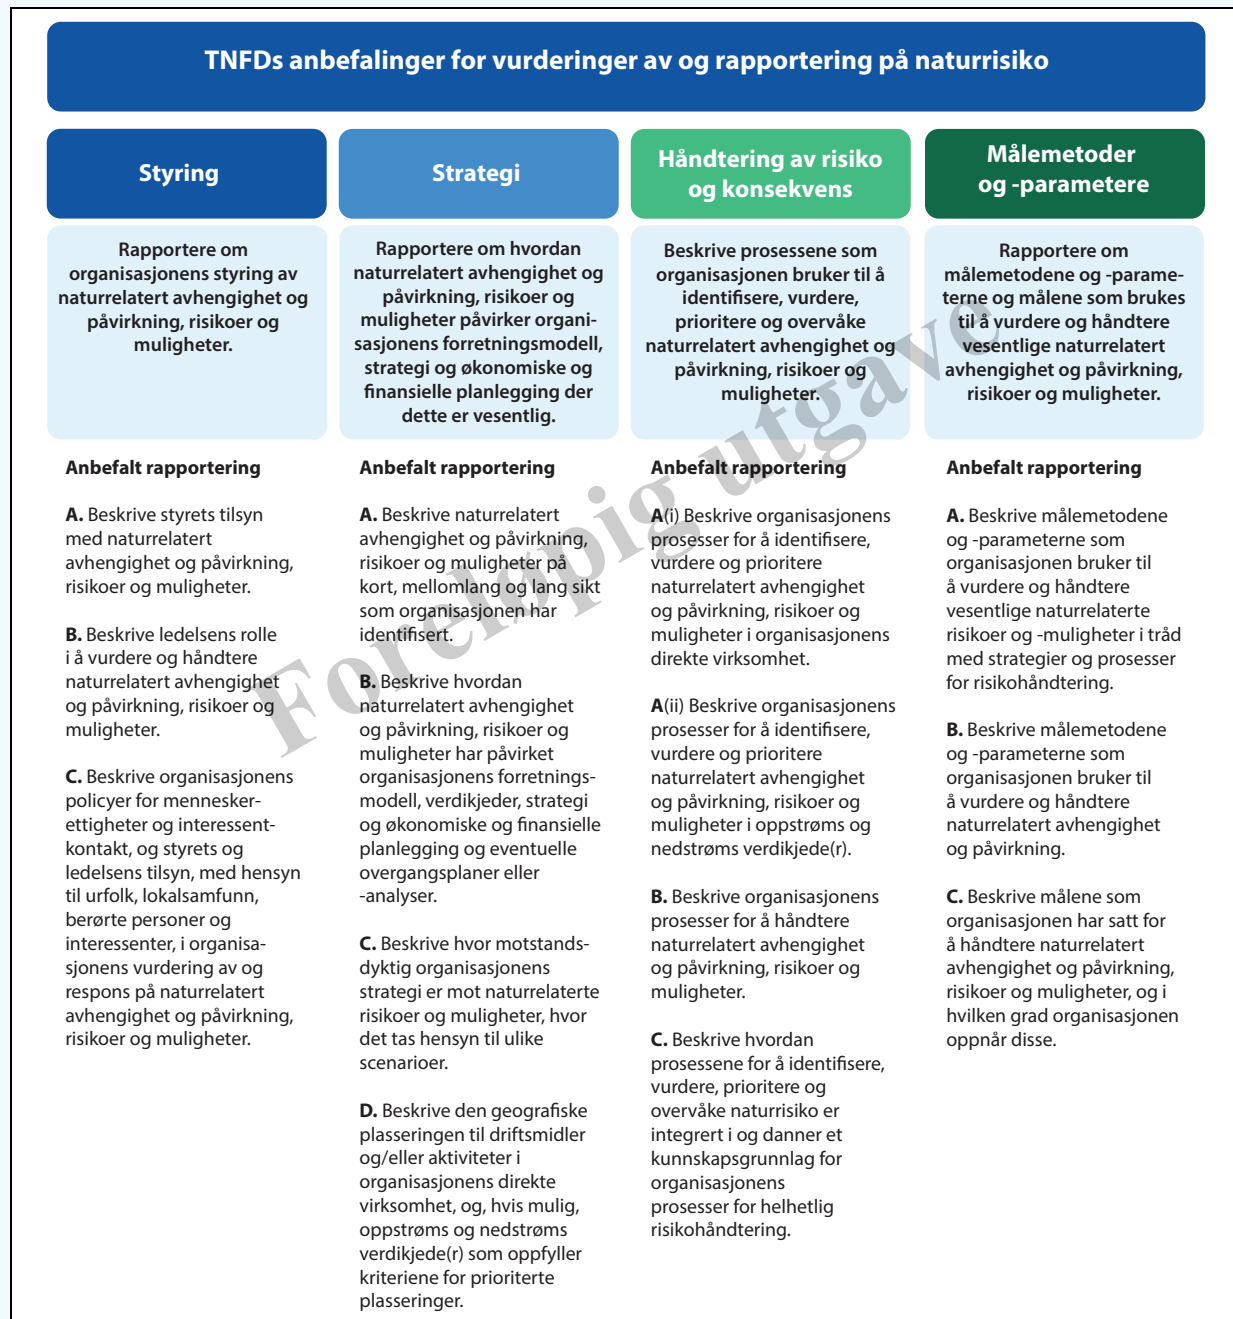 TNFDs anbefalinger for vurderinger av og rapportering på naturrisiko
Styring
Rapportere om
organisasjonens styring av
naturrelatert avhengighet og
påvirkning, risikoer og
muligheter.
Anbefalt rapportering
A. Beskrive styrets tilsyn
med naturrelatert
avhengighet og påvirkning,
risikoer og muligheter.
B. Beskrive ledelsens rolle
i å vurdere og håndtere
naturrelatert avhengighet
og påvirkning, risikoer og
muligheter.
C. Beskrive organisasjonens
policyer for mennesker-
ettigheter og interessent-
kontakt, og styrets og
ledelsens tilsyn, med hensyn
til urfolk, lokalsamfunn,
berørte personer og
interessenter, i organisa-
sjonens vurdering av og
respons på naturrelatert
avhengighet og påvirkning,
risikoer og muligheter.
Strategi
Rapportere om hvordan
naturrelatert avhengighet og
påvirkning, risikoer og
muligheter påvirker organi-
sasjonens forretningsmodell,
strategi og økonomiske og
finansielle planlegging der
dette er vesentlig.
Anbefalt rapportering
A. Beskrive naturrelatert
avhengighet og påvirkning,
risikoer og muligheter på
kort, mellomlang og lang sikt
som organisasjonen har
identifisert.
B. Beskrive hvordan
naturrelatert avhengighet
og påvirkning, risikoer og
muligheter har påvirket
organisasjonens forretnings-
modell, verdikjeder, strategi
og økonomiske og finansielle
planlegging og eventuelle
overgangsplaner eller
-analyser.
C. Beskrive hvor motstands-
dyktig organisasjonens
strategi er mot naturrelaterte
risikoer og muligheter, hvor
det tas hensyn til ulike
scenarioer.
D. Beskrive den geografiske
plasseringen til driftsmidler
og/eller aktiviteter i
organisasjonens direkte
virksomhet, og, hvis mulig,
oppstrøms og nedstrøms
verdikjede(r) som oppfyller
kriteriene for prioriterte
plasseringer.
Håndtering av risiko
og konsekvens
Beskrive prosessene som
organisasjonen bruker til å
identifisere, vurdere,
prioritere og overvåke
naturrelatert avhengighet og
påvirkning, risikoer og
muligheter.
Anbefalt rapportering
A(i) Beskrive organisasjonens
prosesser for å identifisere,
vurdere og prioritere
naturrelatert avhengighet
og påvirkning, risikoer og
muligheter i organisasjonens
direkte virksomhet.
A(ii) Beskrive organisasjonens
prosesser for å identifisere,
vurdere og prioritere
naturrelatert avhengighet
og påvirkning, risikoer og
muligheter i oppstrøms og
nedstrøms verdikjede(r).
B. Beskrive organisasjonens
prosesser for å håndtere
naturrelatert avhengighet
og påvirkning, risikoer og
muligheter.
C. Beskrive hvordan
prosessene for å identifisere,
vurdere, prioritere og
overvåke naturrisiko er
integrert i og danner et
kunnskapsgrunnlag for
organisasjonens
prosesser for helhetlig
risikohåndtering.
Målemetoder
og -parametere
Rapportere om
målemetodene og -parame-
terne og målene som brukes
til å vurdere og håndtere
vesentlige naturrelatert
avhengighet og påvirkning,
risikoer og muligheter.
Anbefalt rapportering
A. Beskrive målemetodene
og -parameterne som
organisasjonen bruker til
å vurdere og håndtere
vesentlige naturrelaterte
risikoer og -muligheter i tråd
med strategier og prosesser
for risikohåndtering.
B. Beskrive målemetodene
og -parameterne som
organisasjonen bruker til
å vurdere og håndtere
naturrelatert avhengighet
og påvirkning.
C. Beskrive målene som
organisasjonen har satt for
å håndtere naturrelatert
avhengighet og påvirkning,
risikoer og muligheter, og i
hvilken grad organisasjonen
oppnår disse.
Foreløpig utgave